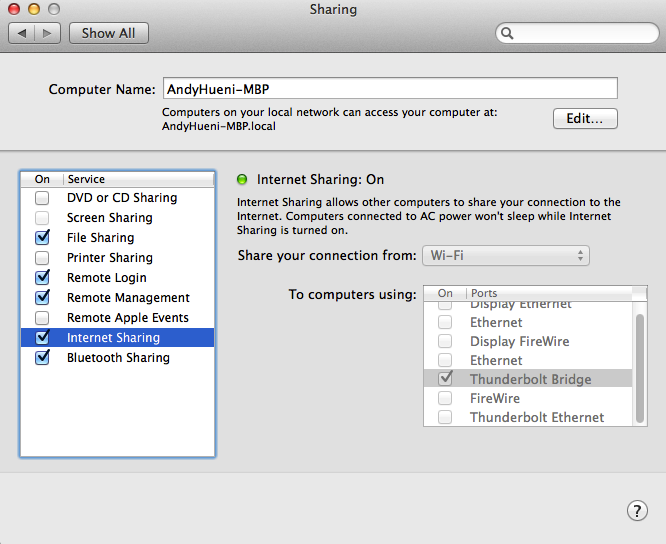 Sharing
Show All
Computer Name: AndyHueni-MBP
Computers on your local network can access your computer at:
AndyHueni-MBP.local
Edit...
On Service
DVD or CD Sharing
Screen Sharing
File Sharing
Printer Sharing
Remote Login
Remote Management
Remote Apple Events
Internet Sharing
Bluetooth Sharing
Internet Sharing: On
Internet Sharing allows other computers to share your connection to the
Internet. Computers connected to AC power won't sleep while Internet
Sharing is turned on.
Share your connection from: Wi-Fi
To computers using:
On Ports
Display Ethernet
Ethernet
Display FireWire
Ethernet
Thunderbolt Bridge
FireWire
Thunderbolt Ethernet
?